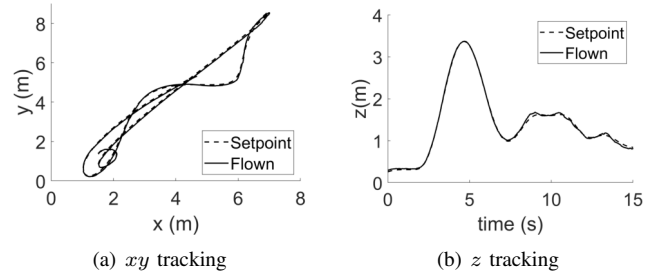 8
6
4
2
0
y (m)
0 2 4 6 8
x (m)
Setpoint
Flown
(a) xy tracking
4
3
2
1
0
z(m)
0 5 10 15
time (s)
Setpoint
Flown
(b) z tracking